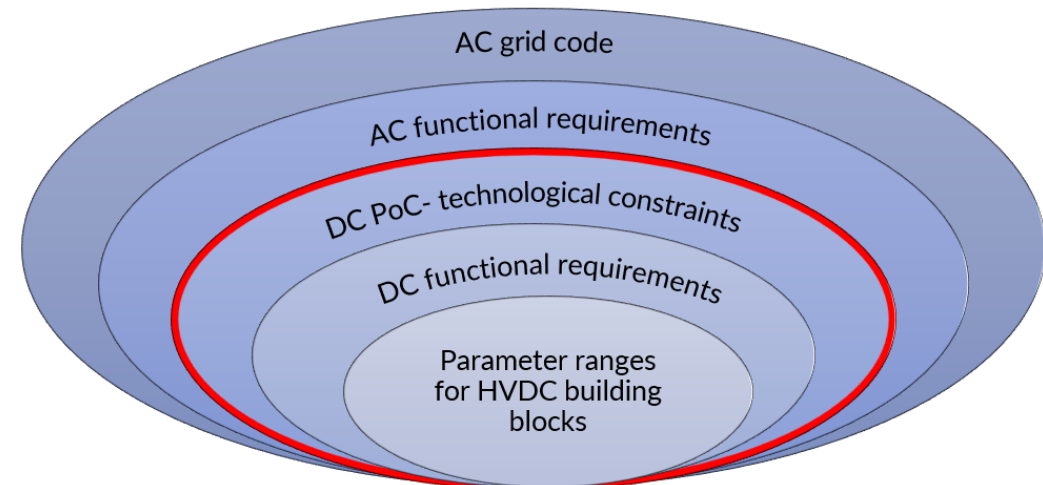 AC grid code
AC functional requirements
DC PoC- technological constraints
DC functional requirements
Parameter ranges
for HVDC building
blocks